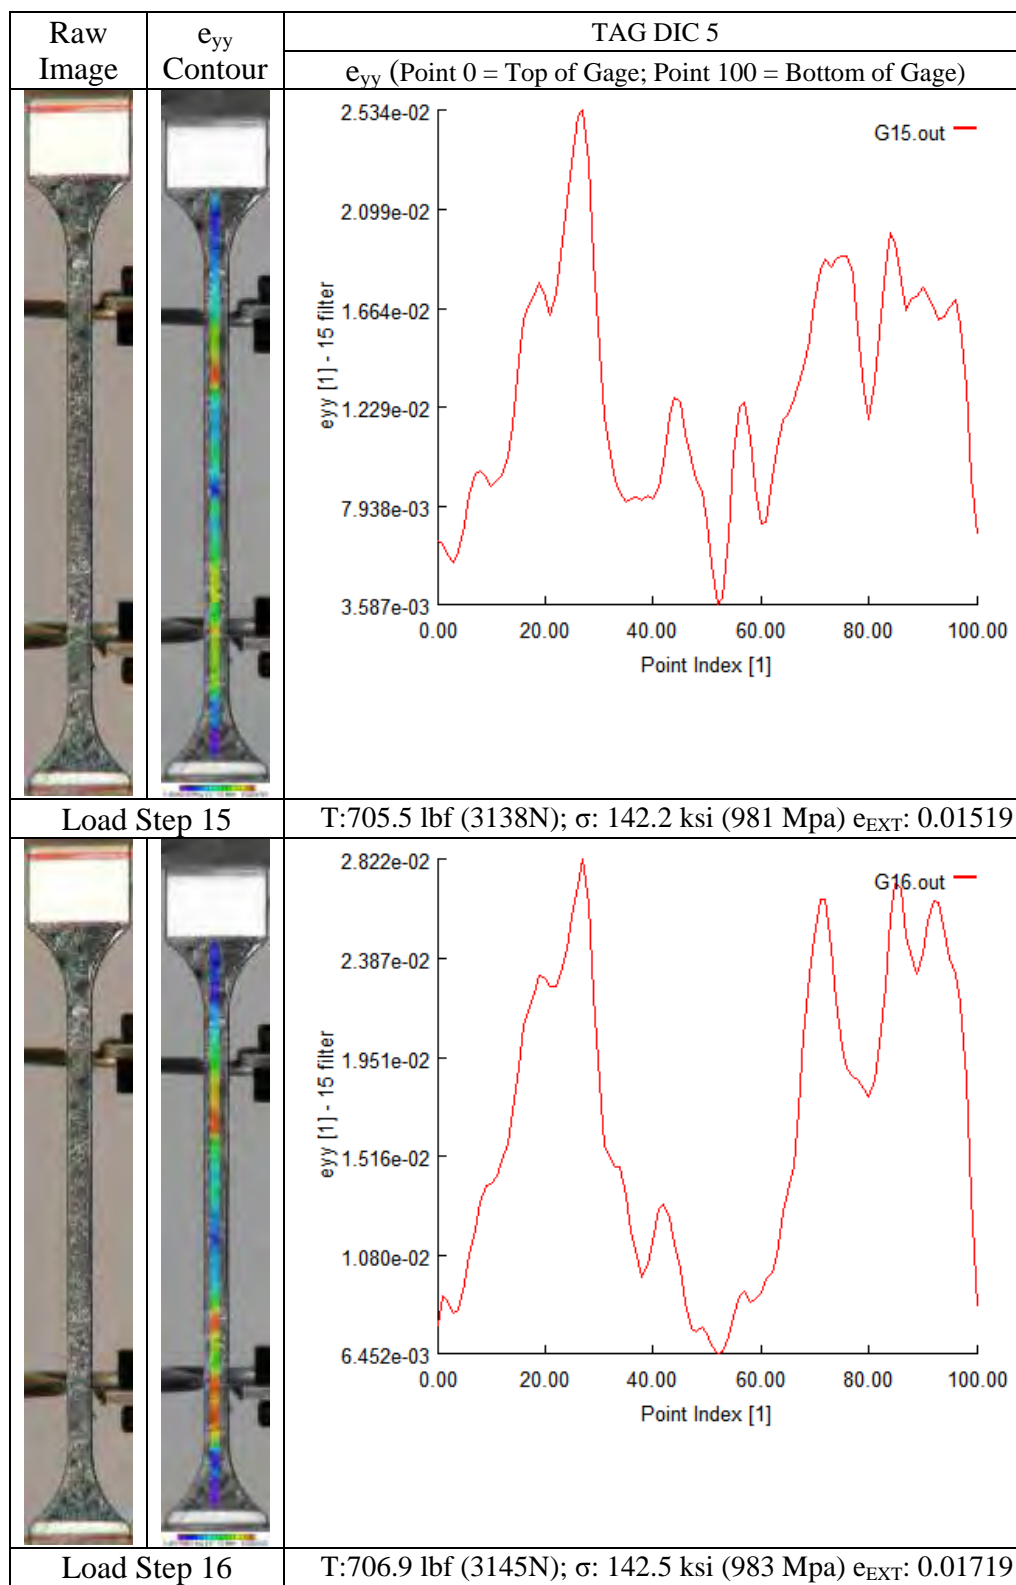 Raw Image
e_yy Contour
TAG DIC 5
e_yy (Point 0 = Top of Gage; Point 100 = Bottom of Gage)
2.534e-02
G15.out
2.099e-02
1.664e-02
1.229e-02
7.938e-03
3.587e-03
eyy [1] - 15 filter
0.00 20.00 40.00 60.00 80.00 100.00
Point Index [1]
Load Step 15
T:705.5 lbf (3138N); σ: 142.2 ksi (981 Mpa) e_EXT: 0.01519
2.822e-02
G16.out
2.387e-02
1.951e-02
1.516e-02
1.080e-02
6.452e-03
eyy [1] - 15 filter
0.00 20.00 40.00 60.00 80.00 100.00
Point Index [1]
Load Step 16
T:706.9 lbf (3145N); σ: 142.5 ksi (983 Mpa) e_EXT: 0.01719